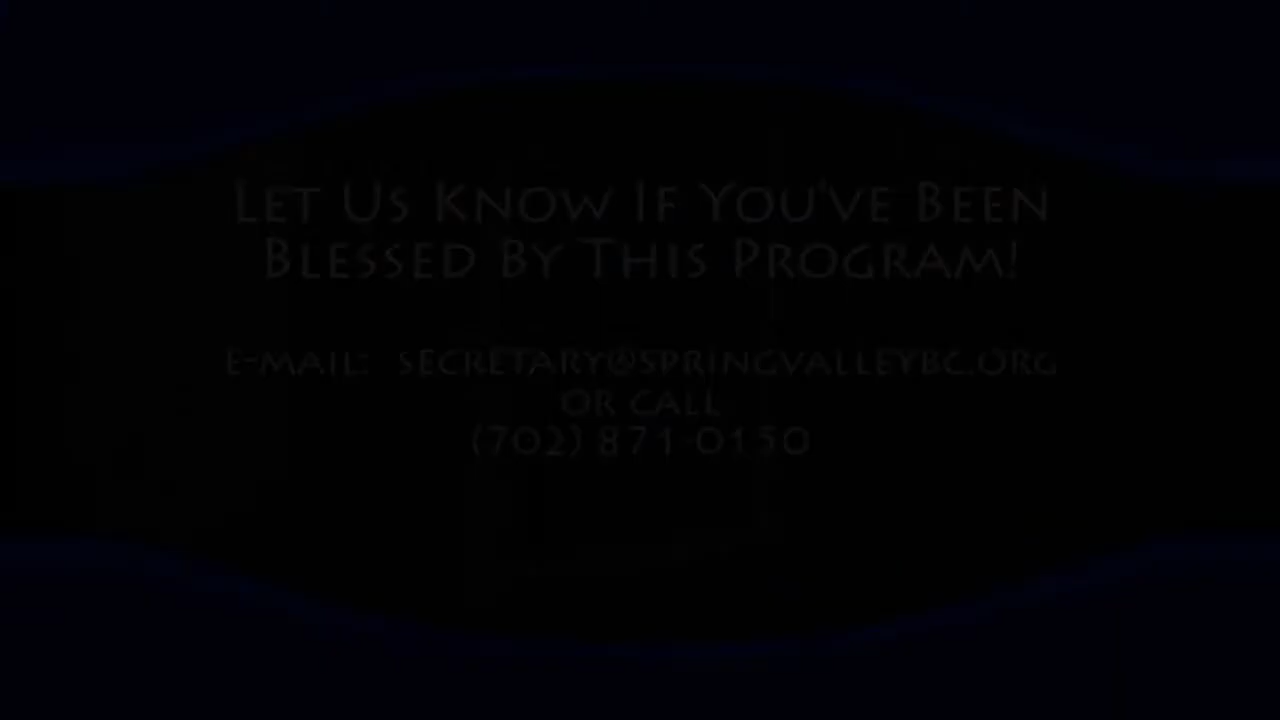 Let Us Know If You've Been
Blessed By This Program!
E-mail: secretary@springvalleybc.org
or call
(702) 871-0150